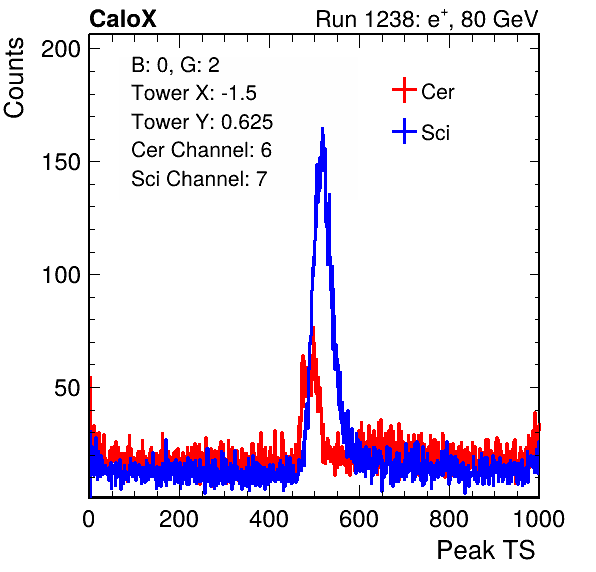 CaloX
Run 1238: e+, 80 GeV
Counts
200
150
100
50
B: 0, G: 2
Tower X: -1.5
Tower Y: 0.625
Cer Channel: 6
Sci Channel: 7
Cer
Sci
0 200 400 600 800 1000
Peak TS